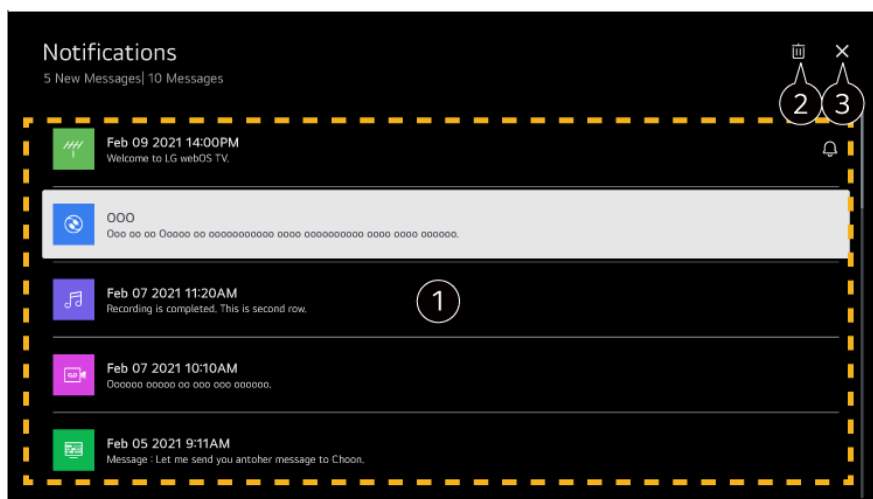 Notifications
5 New Messages| 10 Messages
2
3
Feb 09 2021 14:00PM
Welcome to LG webOS TV.
OOO
Ooo oo oo Ooooo oo ooooooooooo oooo oooooooooo oooo oooo oooooo.
Feb 07 2021 11:20AM
Recording is completed. This is second row.
1
Feb 07 2021 10:10AM
Oooooo ooooo oo ooo ooo oooooo.
Feb 05 2021 9:11AM
Message : Let me send you antoher message to Choon.